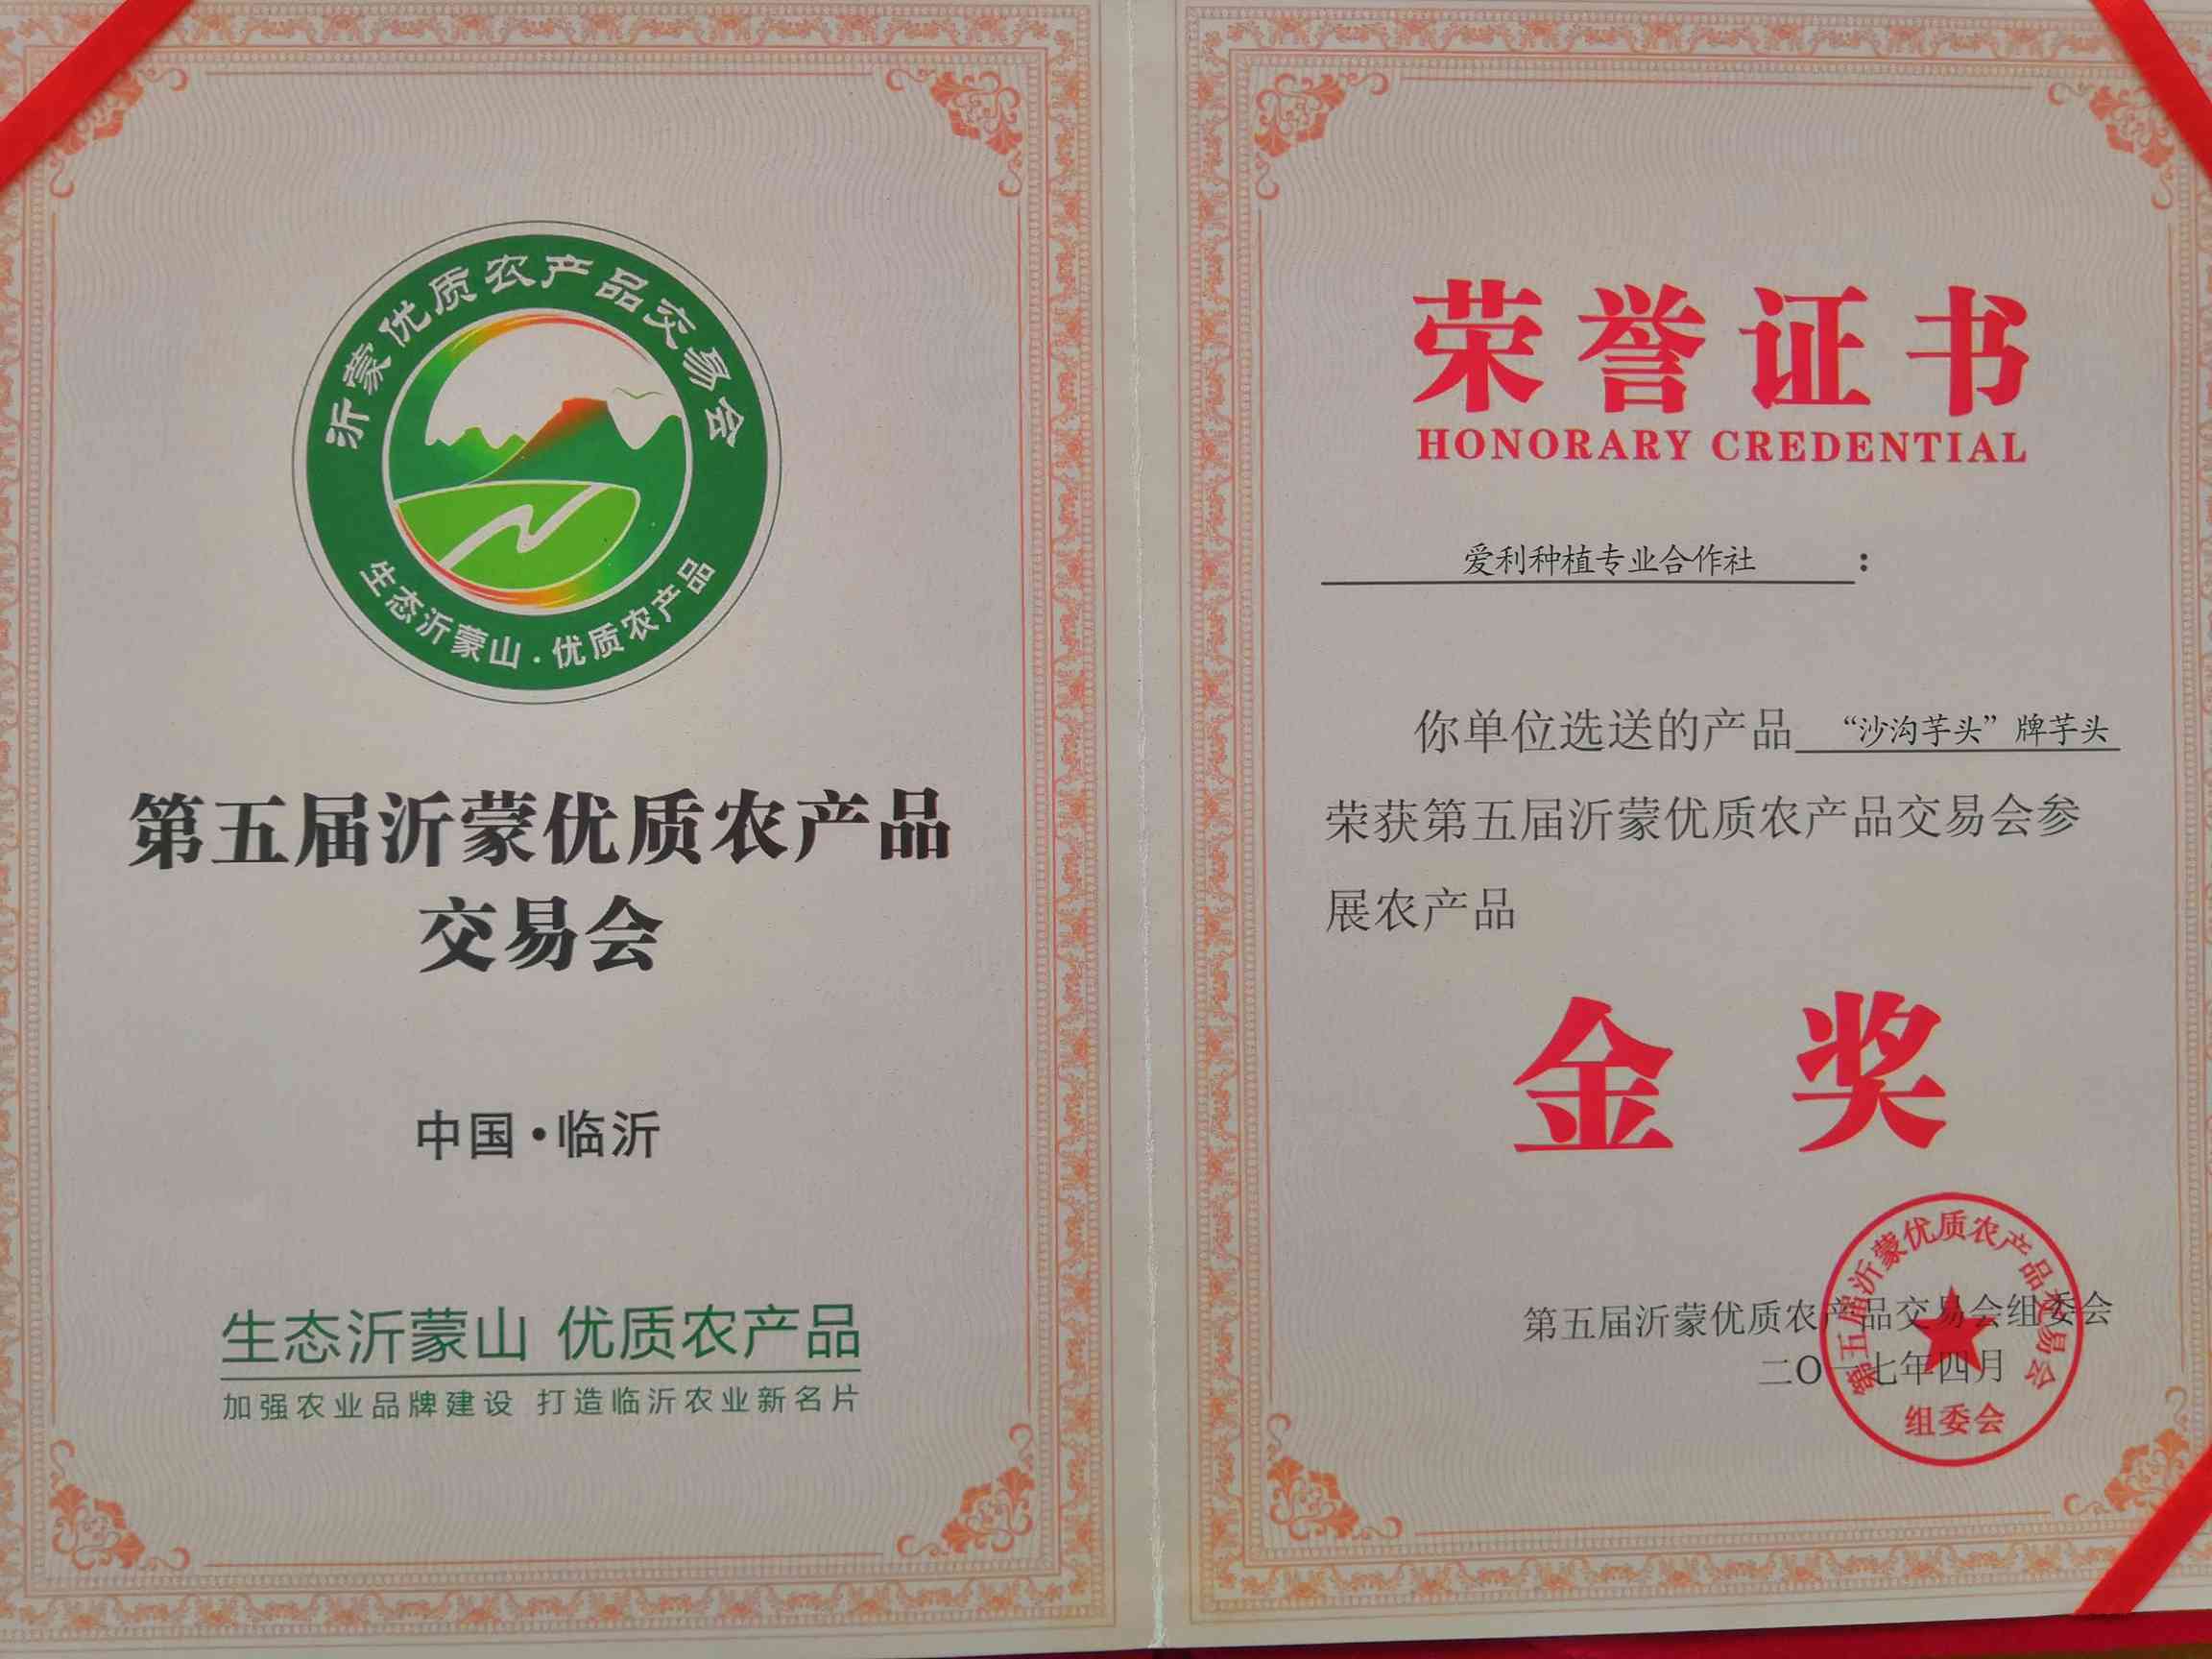 沂蒙优质农产品交易会
生态沂蒙山·优质农产品
第五届沂蒙优质农产品
交易会
中国·临沂
生态沂蒙山 优质农产品
加强农业品牌建设 打造临沂农业新名片
荣誉证书
HONORARY CREDENTIAL
爱利种植专业合作社：
你单位选送的产品“沙沟芋头”牌芋头
荣获第五届沂蒙优质农产品交易会参
展农产品
金奖
第五届沂蒙优质农产品交易会组委会
二〇一七年四月
第五届沂蒙优质农产品交易会
组委会